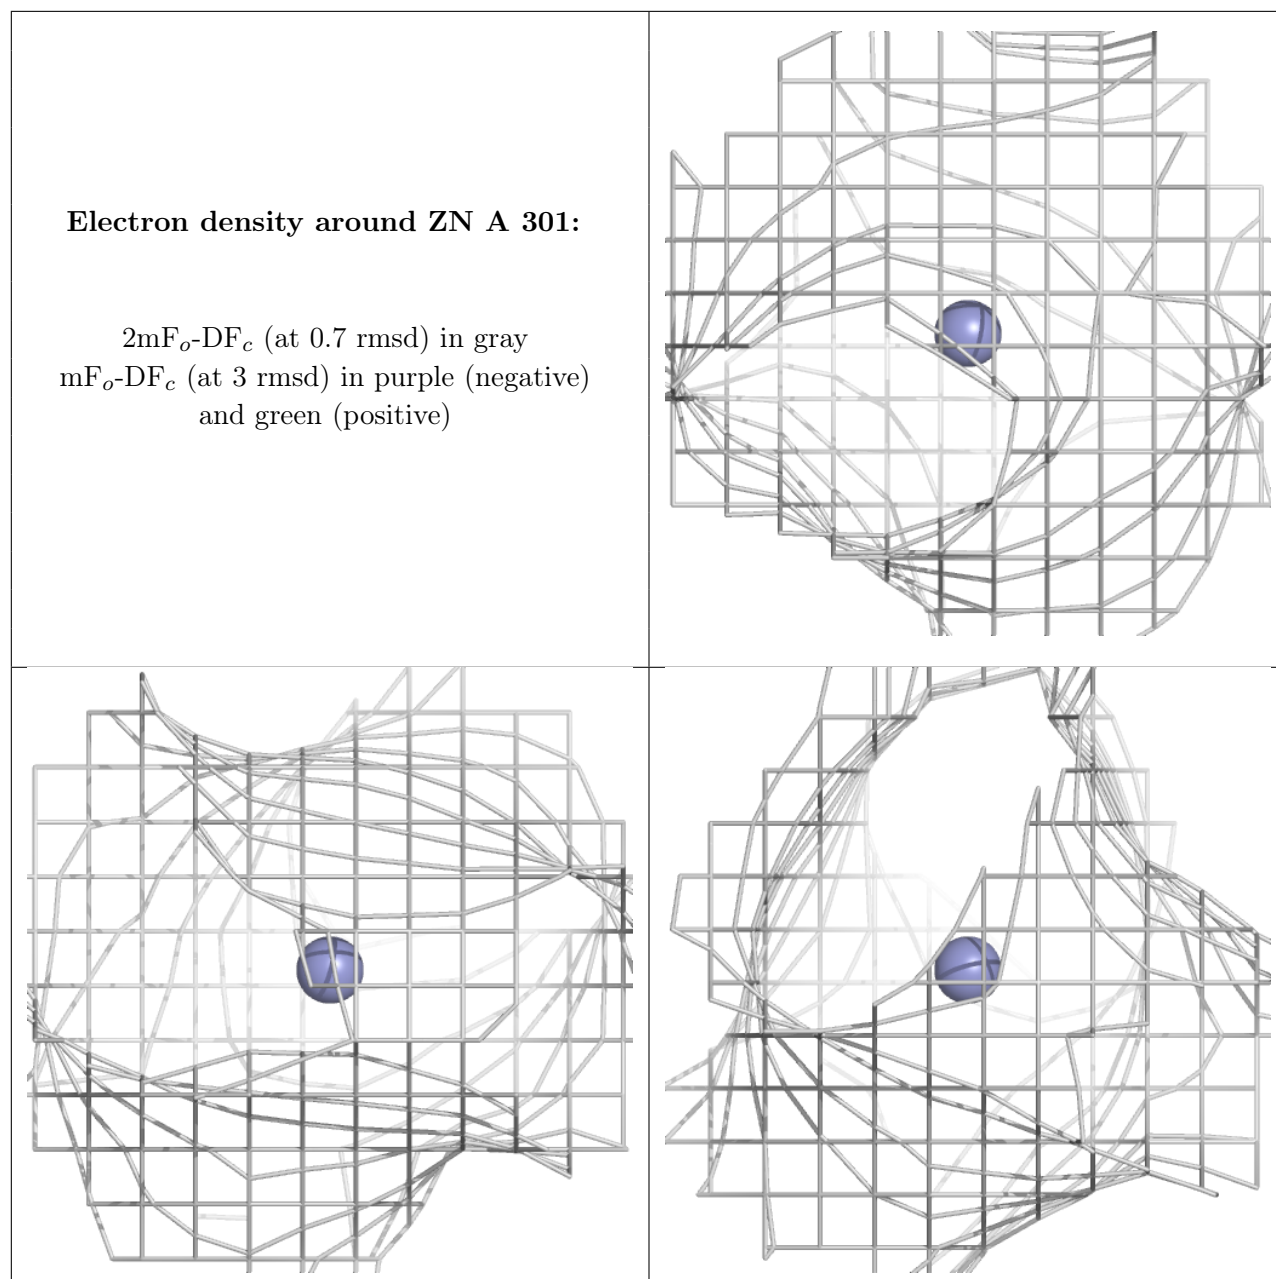 Electron density around ZN A 301:
2mFo-DFc (at 0.7 rmsd) in gray
mFo-DFc (at 3 rmsd) in purple (negative)
and green (positive)